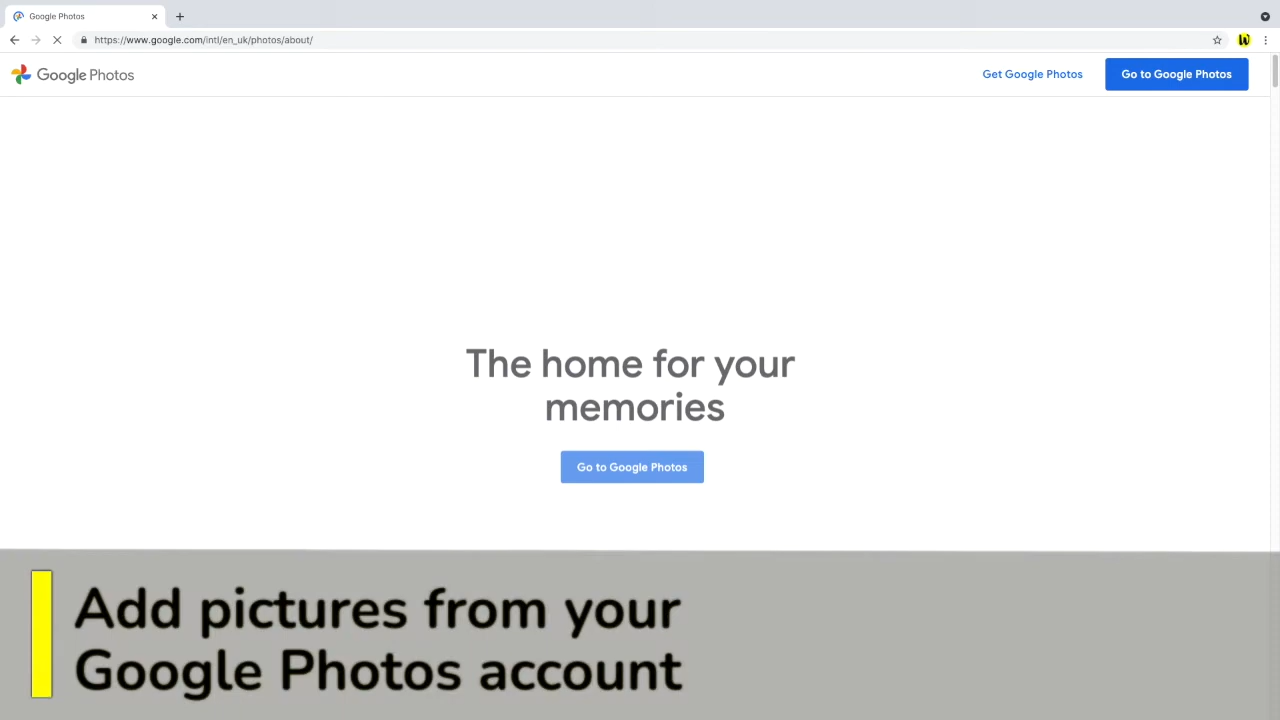 Google Photos
https://www.google.com/intl/en_uk/photos/about/
Google Photos
Get Google Photos
Go to Google Photos
The home for your
memories
Go to Google Photos
Add pictures from your
Google Photos account